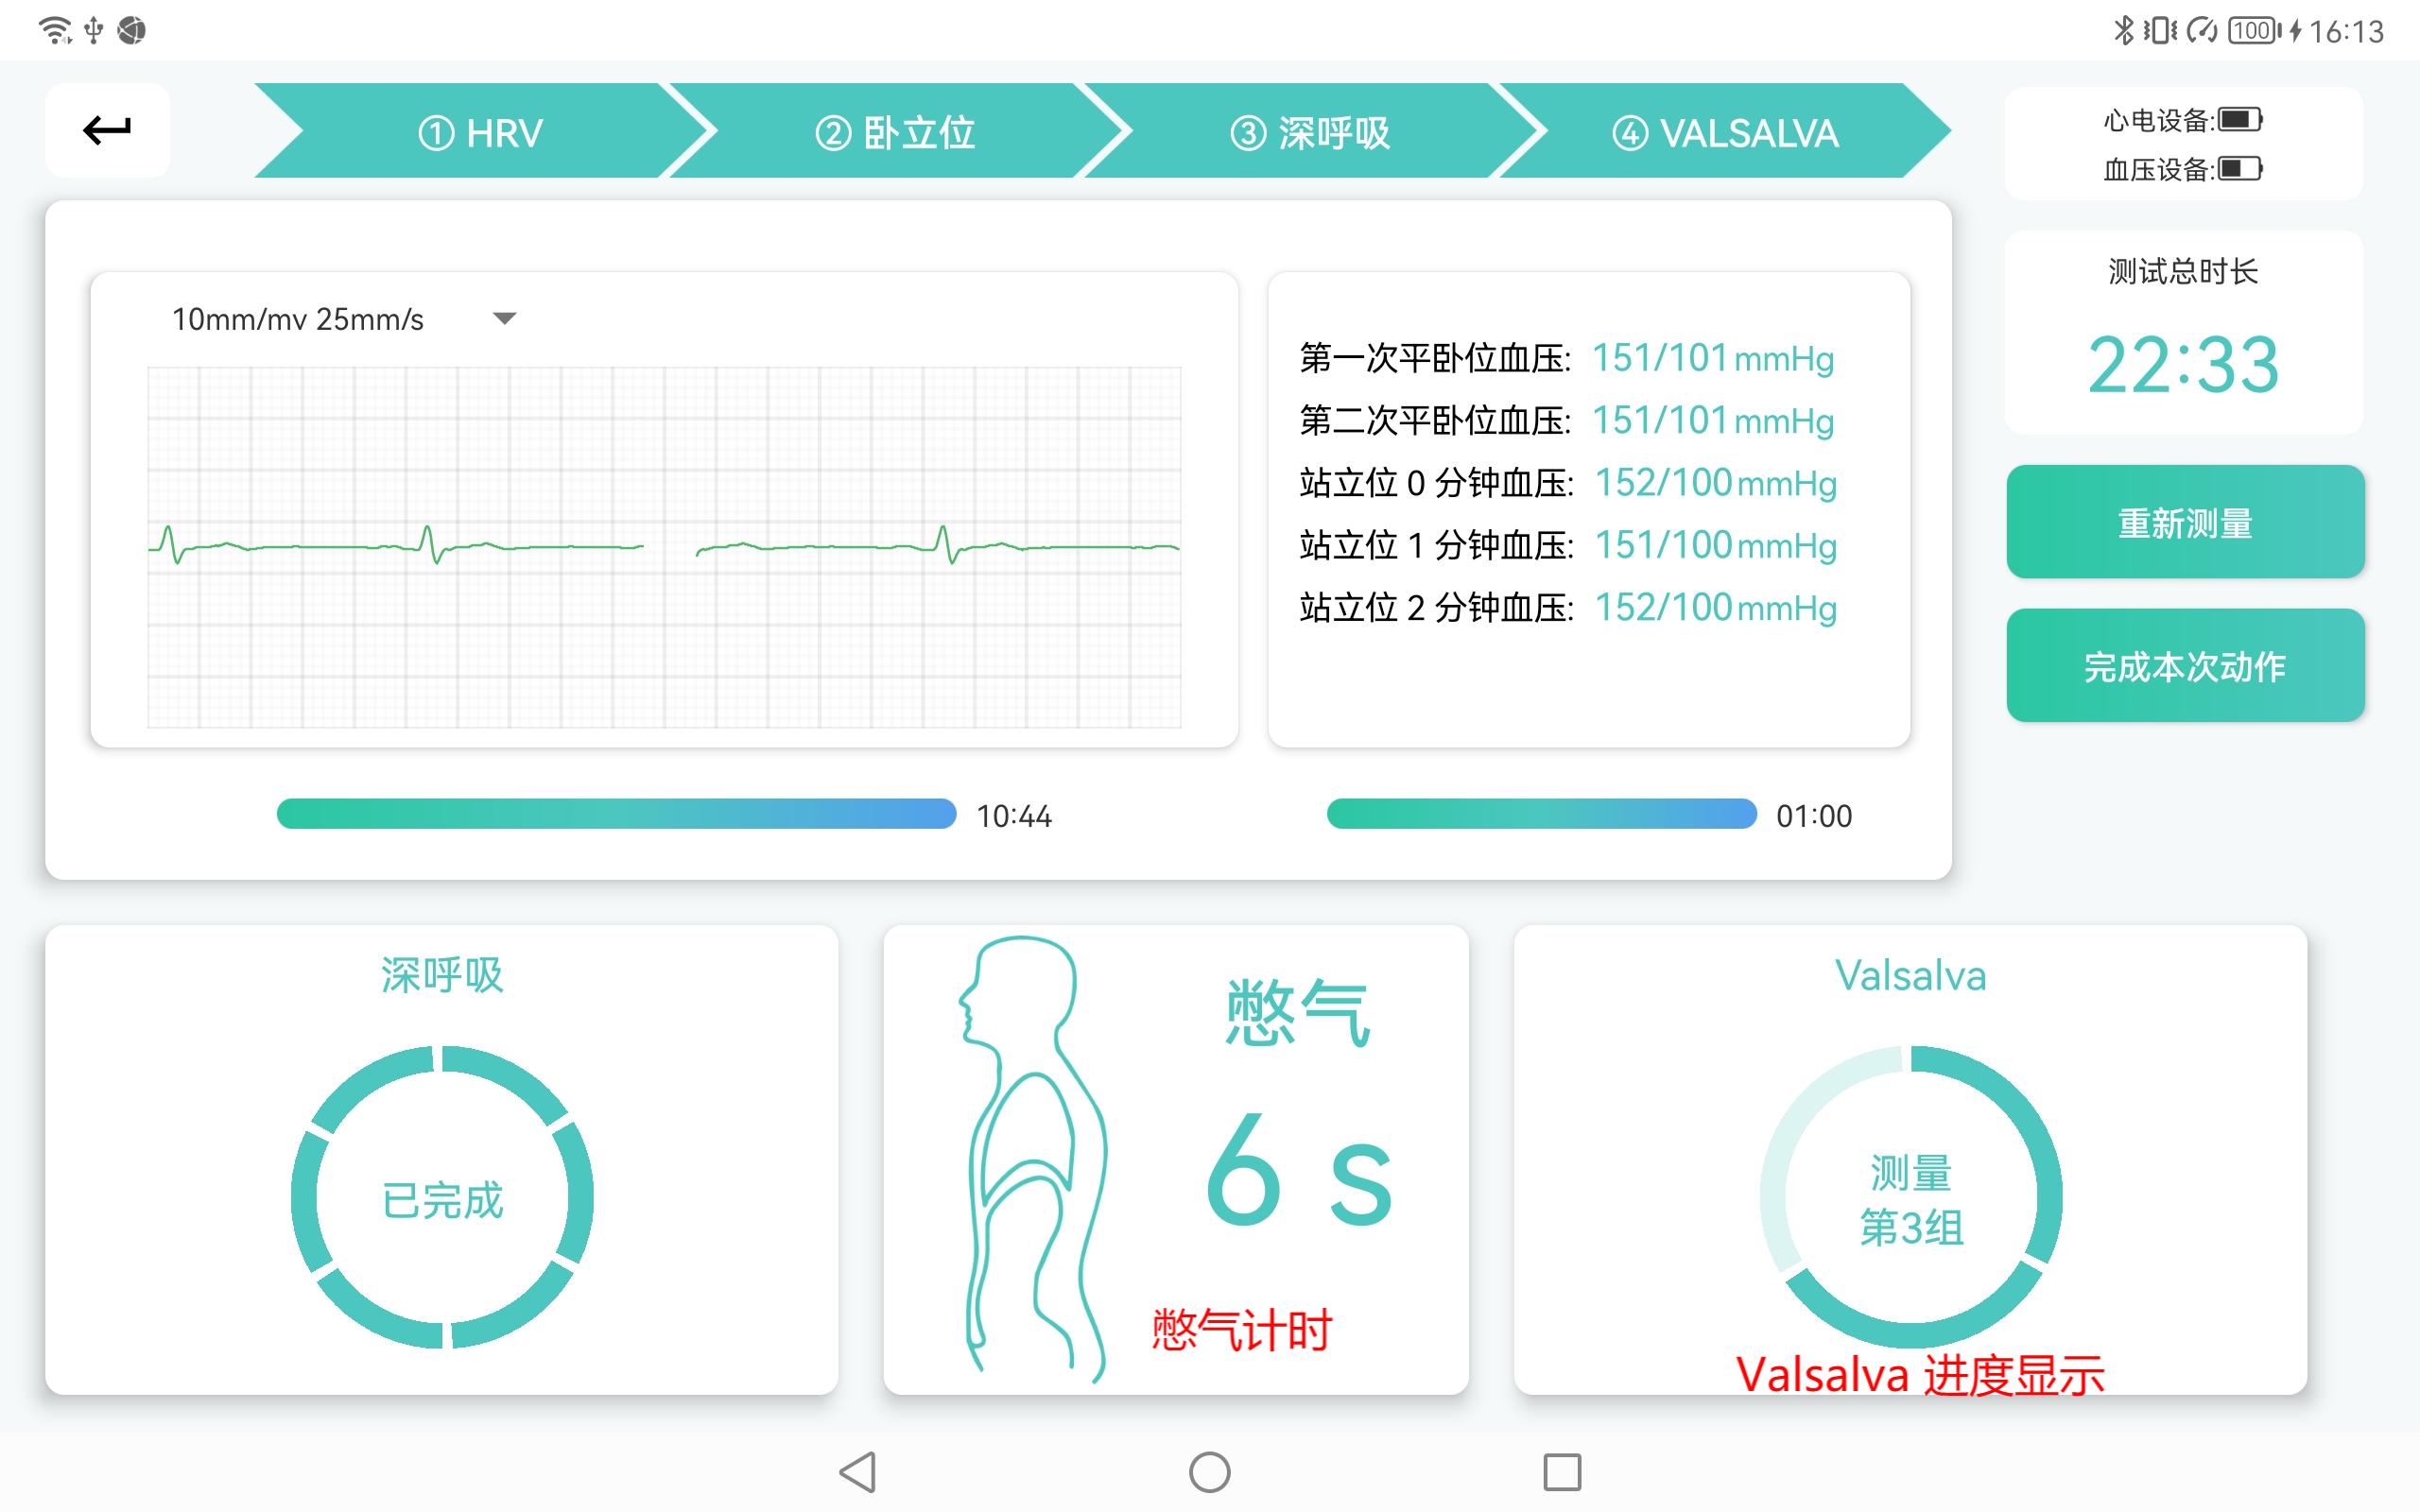 100 16:13
① HRV
② 卧立位
③ 深呼吸
④ VALSALVA
心电设备:
血压设备:
测试总时长
22:33
重新测量
完成本次动作
10mm/mv 25mm/s
第一次平卧位血压: 151/101 mmHg
第二次平卧位血压: 151/101 mmHg
站立位 0 分钟血压: 152/100 mmHg
站立位 1 分钟血压: 151/100 mmHg
站立位 2 分钟血压: 152/100 mmHg
10:44
01:00
深呼吸
已完成
憋气
6 s
憋气计时
Valsalva
测量
第3组
Valsalva 进度显示